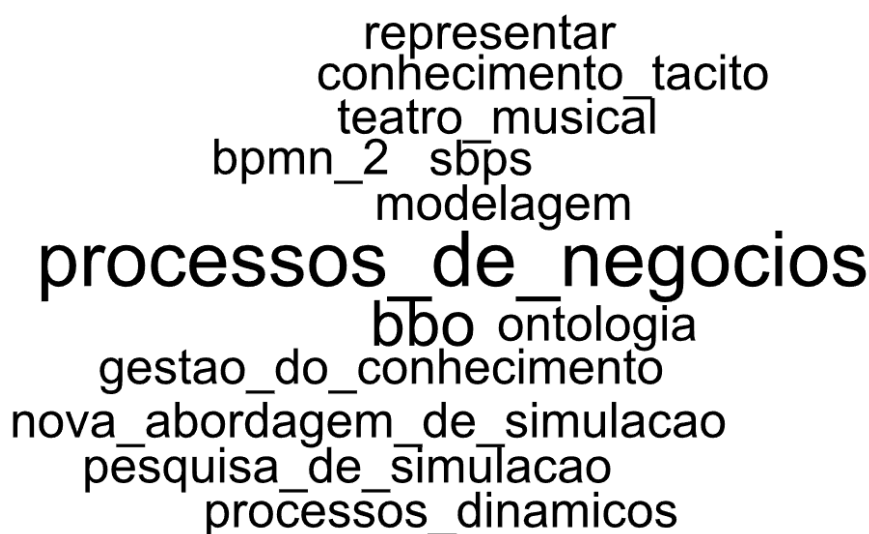 representar
conhecimento_tacito
teatro_musical
bpmn_2 sbps
modelagem
processos_de_negocios
bbo ontologia
gestao_do_conhecimento
nova_abordagem_de_simulacao
pesquisa_de_simulacao
processos_dinamicos